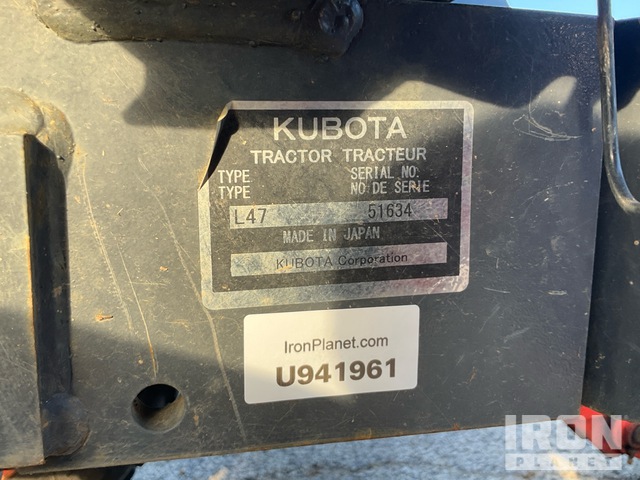 KUBOTA
TRACTOR TRACTEUR
TYPE SERIAL NO.
TYPE NO.DE SERIE
L47 51634
MADE IN JAPAN
KUBOTA Corporation
IronPlanet.com
U941961
IRON
PLANET